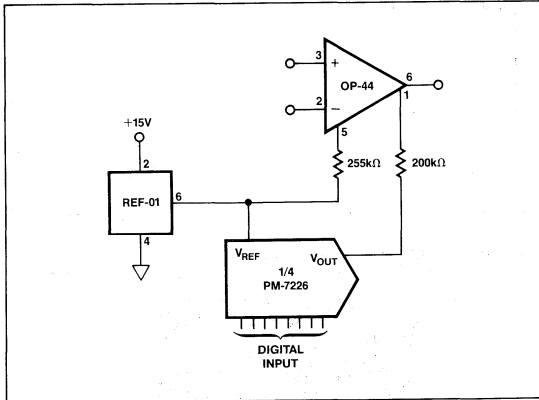 3
+
OP-44
6
1
2
−
5
+15V
2
255kΩ
200kΩ
REF-01
6
4
VREF
VOUT
1/4
PM-7226
DIGITAL
INPUT